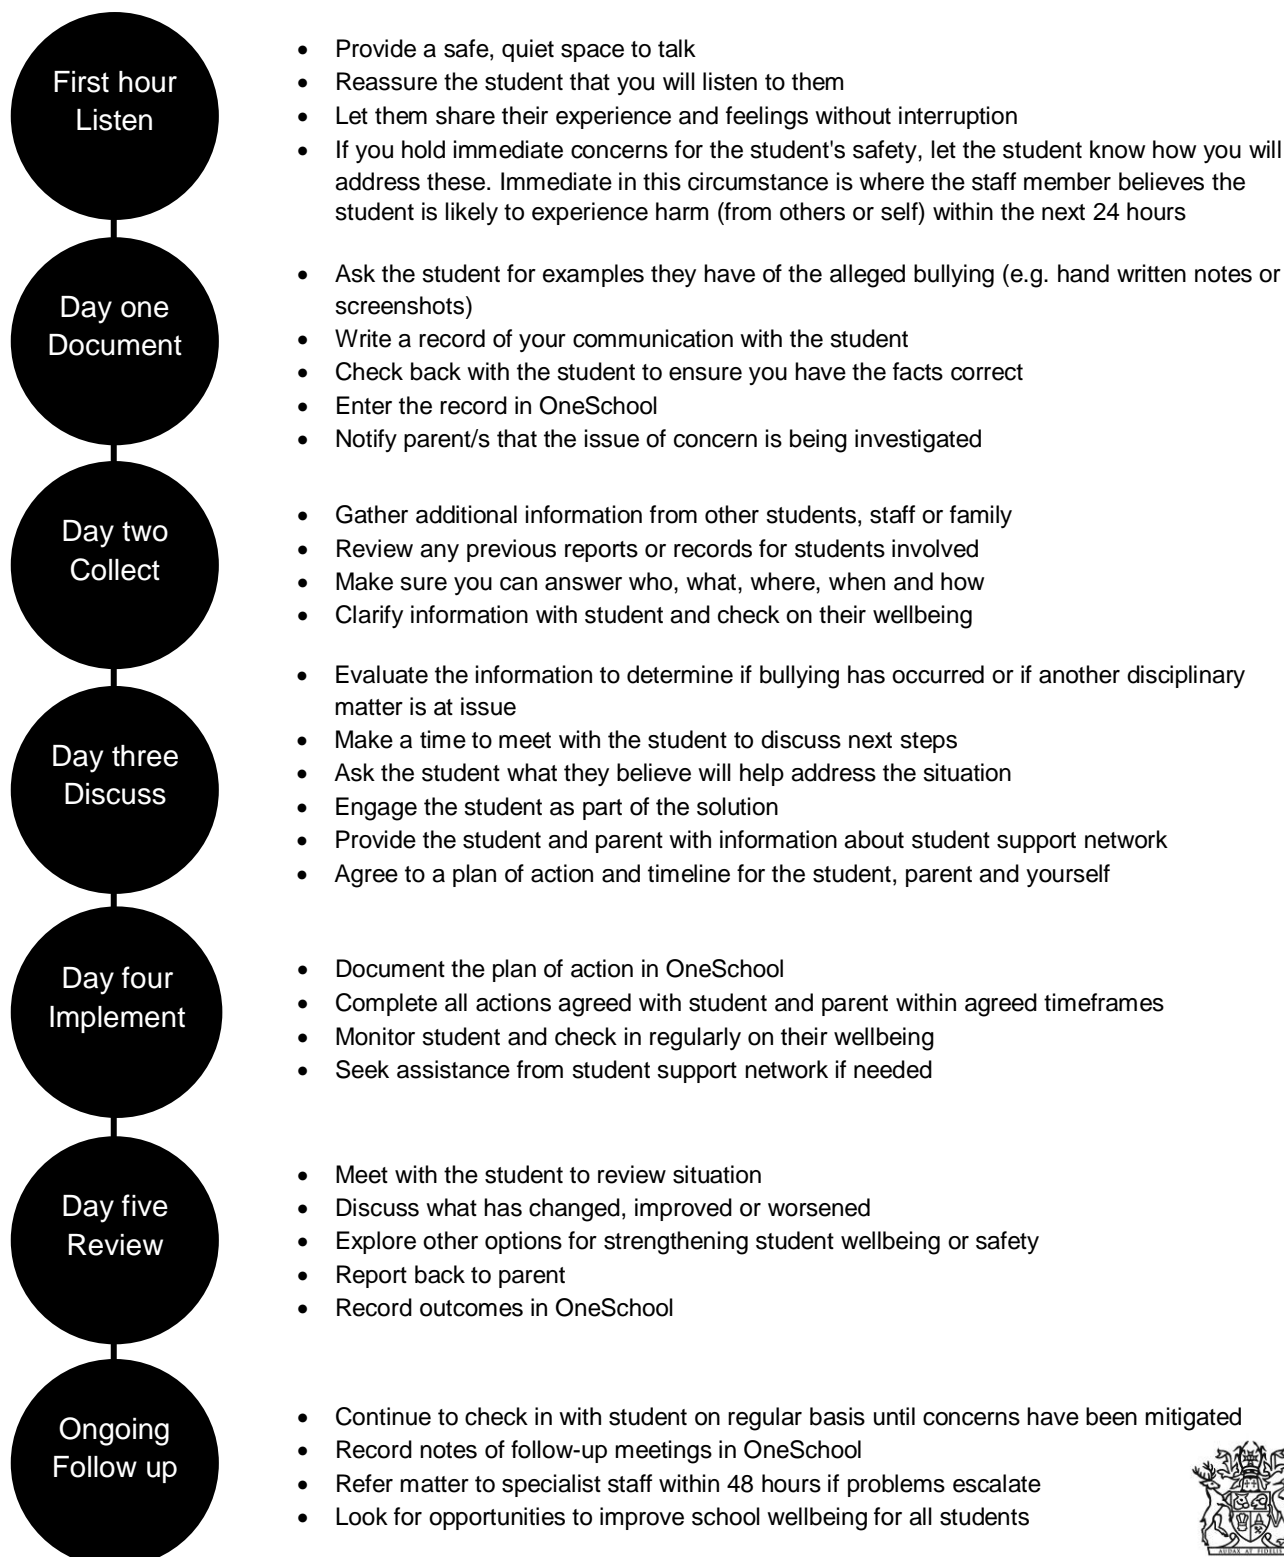 First hour
Listen
• Provide a safe, quiet space to talk
• Reassure the student that you will listen to them
• Let them share their experience and feelings without interruption
• If you hold immediate concerns for the student's safety, let the student know how you will
address these. Immediate in this circumstance is where the staff member believes the
student is likely to experience harm (from others or self) within the next 24 hours
Day one
Document
• Ask the student for examples they have of the alleged bullying (e.g. hand written notes or
screenshots)
• Write a record of your communication with the student
• Check back with the student to ensure you have the facts correct
• Enter the record in OneSchool
• Notify parent/s that the issue of concern is being investigated
Day two
Collect
• Gather additional information from other students, staff or family
• Review any previous reports or records for students involved
• Make sure you can answer who, what, where, when and how
• Clarify information with student and check on their wellbeing
Day three
Discuss
• Evaluate the information to determine if bullying has occurred or if another disciplinary
matter is at issue
• Make a time to meet with the student to discuss next steps
• Ask the student what they believe will help address the situation
• Engage the student as part of the solution
• Provide the student and parent with information about student support network
• Agree to a plan of action and timeline for the student, parent and yourself
Day four
Implement
• Document the plan of action in OneSchool
• Complete all actions agreed with student and parent within agreed timeframes
• Monitor student and check in regularly on their wellbeing
• Seek assistance from student support network if needed
Day five
Review
• Meet with the student to review situation
• Discuss what has changed, improved or worsened
• Explore other options for strengthening student wellbeing or safety
• Report back to parent
• Record outcomes in OneSchool
Ongoing
Follow up
• Continue to check in with student on regular basis until concerns have been mitigated
• Record notes of follow-up meetings in OneSchool
• Refer matter to specialist staff within 48 hours if problems escalate
• Look for opportunities to improve school wellbeing for all students
AUDAX AT FIDELIS